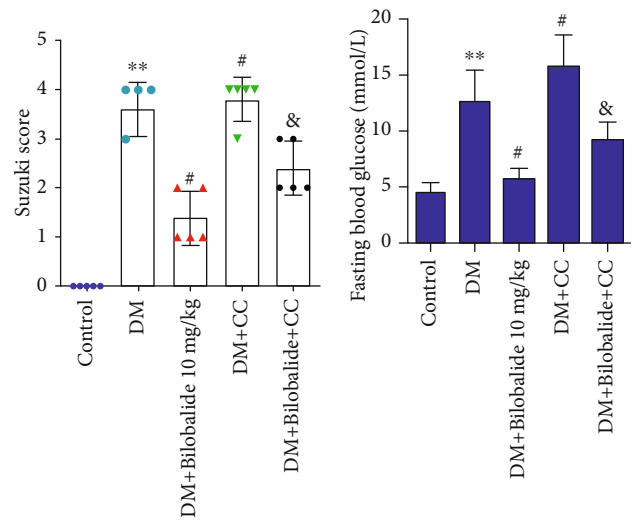 Suzuki score
5
4
3
2
1
0
**
#
#
&
Control
DM
DM+Bilobalide 10 mg/kg
DM+CC
DM+Bilobalide+CC
Fasting blood glucose (mmol/L)
20
15
10
5
0
**
#
#
&
Control
DM
DM+Bilobalide 10 mg/kg
DM+CC
DM+Bilobalide+CC